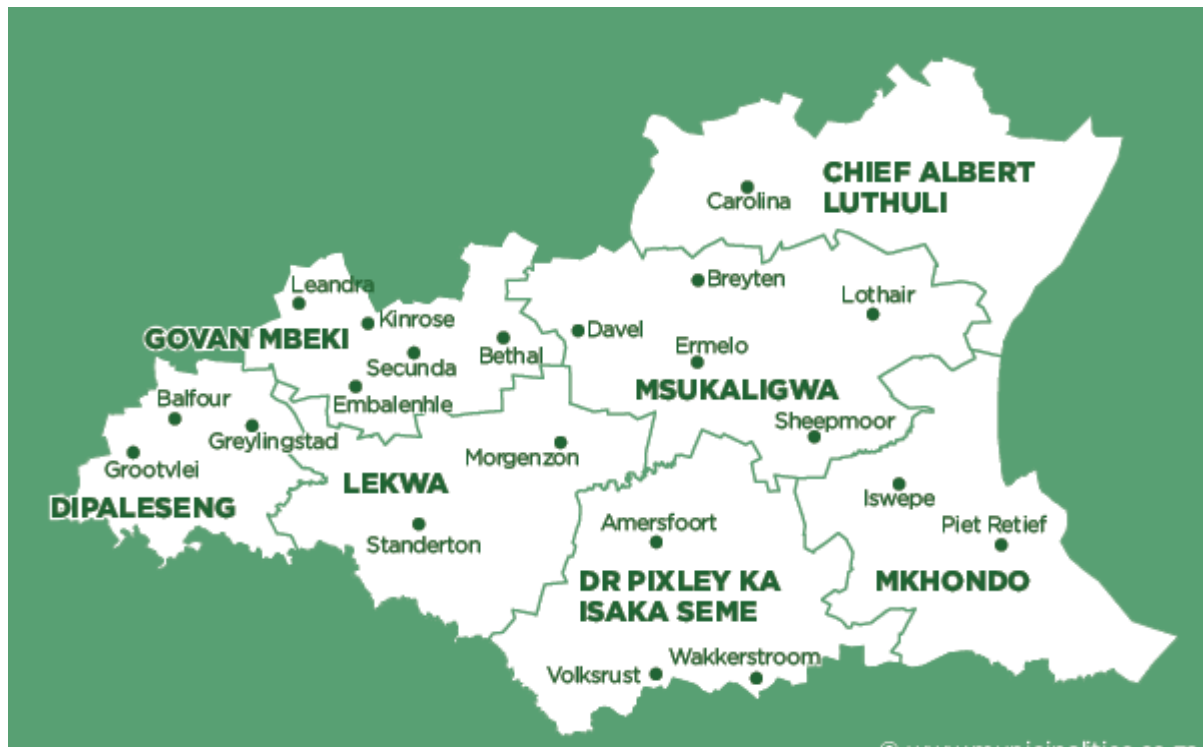 CHIEF ALBERT
LUTHULI
Carolina
Breyten
Lothair
Leandra
Kinrose
Davel
GOVAN MBEKI
Bethal
Ermelo
Secunda
MSUKALIGWA
Balfour
Embalenhle
Sheepmoor
Greylingstad
Morgenzon
Grootvlei
LEKWA
Iswepe
DIPALESENG
Amersfoort
Piet Retief
Standerton
DR PIXLEY KA
ISAKA SEME
MKHONDO
Wakkerstroom
Volksrust